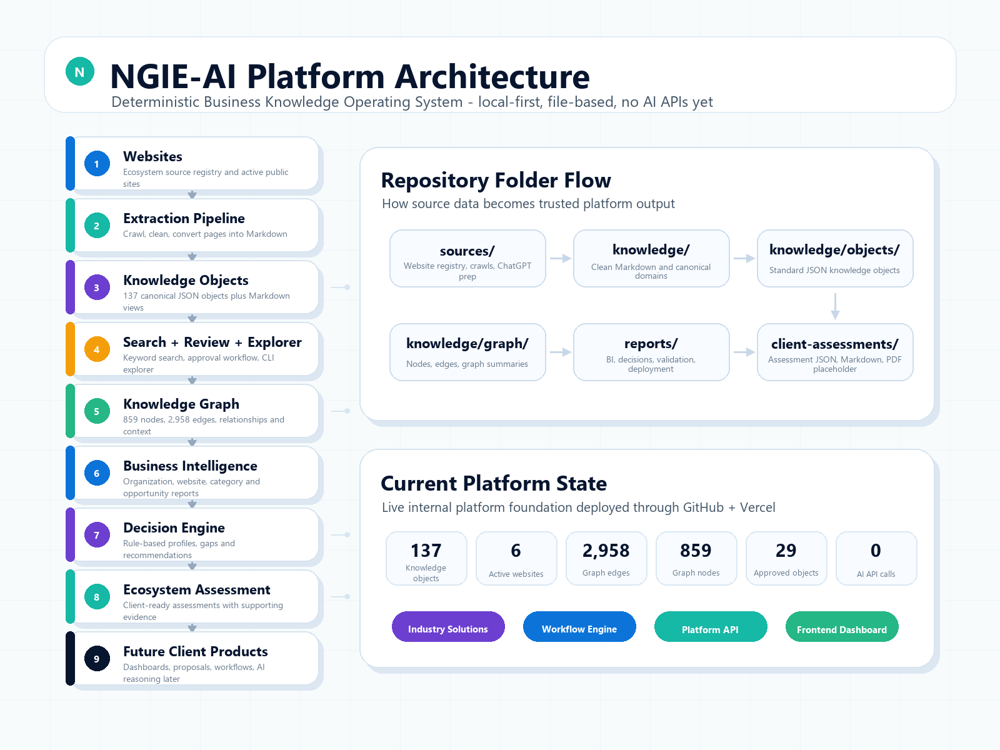 N
NGIE-AI Platform Architecture
Deterministic Business Knowledge Operating System - local-first, file-based, no AI APIs yet
1
Websites
Ecosystem source registry and active public
sites
2
Extraction Pipeline
Crawl, clean, convert pages into Markdown
3
Knowledge Objects
137 canonical JSON objects plus Markdown
views
4
Search + Review + Explorer
Keyword search, approval workflow, CLI
explorer
5
Knowledge Graph
859 nodes, 2,958 edges, relationships and
context
6
Business Intelligence
Organization, website, category and
opportunity reports
7
Decision Engine
Rule-based profiles, gaps and
recommendations
8
Ecosystem Assessment
Client-ready assessments with supporting
evidence
9
Future Client Products
Dashboards, proposals, workflows, AI
reasoning later
Repository Folder Flow
How source data becomes trusted platform output
sources/
Website registry, crawls, ChatGPT
prep
knowledge/
Clean Markdown and canonical
domains
knowledge/objects/
Standard JSON knowledge objects
knowledge/graph/
Nodes, edges, graph summaries
reports/
BI, decisions, validation,
deployment
client-assessments/
Assessment JSON, Markdown, PDF
placeholder
Current Platform State
Live internal platform foundation deployed through GitHub + Vercel
137
Knowledge
objects
6
Active websites
2,958
Graph edges
859
Graph nodes
29
Approved objects
0
AI API calls
Industry Solutions
Workflow Engine
Platform API
Frontend Dashboard